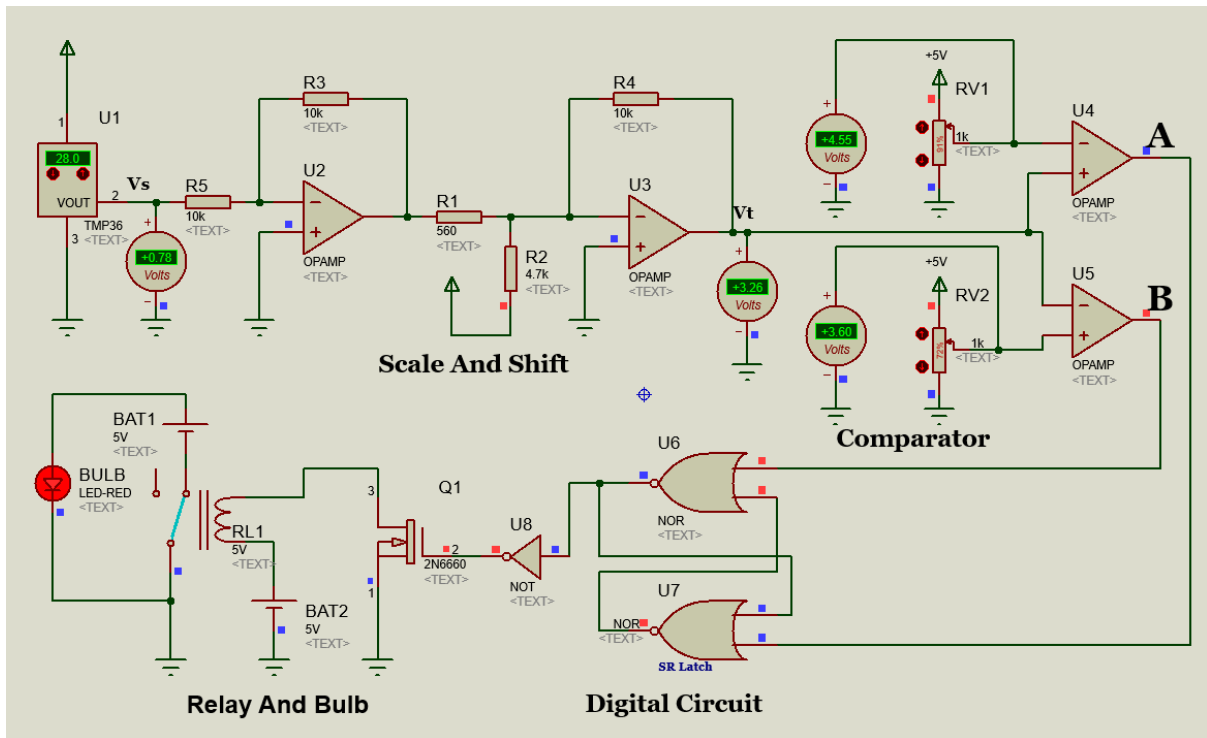 U1
1
28.0
VOUT
2
3
TMP36
<TEXT>
Vs
+0.78
Volts
R5
10k
<TEXT>
R3
10k
<TEXT>
U2
OPAMP
<TEXT>
R1
560
<TEXT>
R2
4.7k
<TEXT>
R4
10k
<TEXT>
U3
OPAMP
<TEXT>
Vt
+3.26
Volts
Scale And Shift
+4.55
Volts
+5V
RV1
91%
1k
<TEXT>
U4
OPAMP
<TEXT>
A
+3.60
Volts
+5V
RV2
72%
1k
<TEXT>
U5
OPAMP
<TEXT>
B
Comparator
BAT1
5V
<TEXT>
BULB
LED-RED
<TEXT>
RL1
5V
<TEXT>
BAT2
5V
<TEXT>
Q1
3
2
1
2N6660
<TEXT>
U8
NOT
<TEXT>
U6
NOR
<TEXT>
U7
NOR
<TEXT>
SR Latch
Relay And Bulb
Digital Circuit